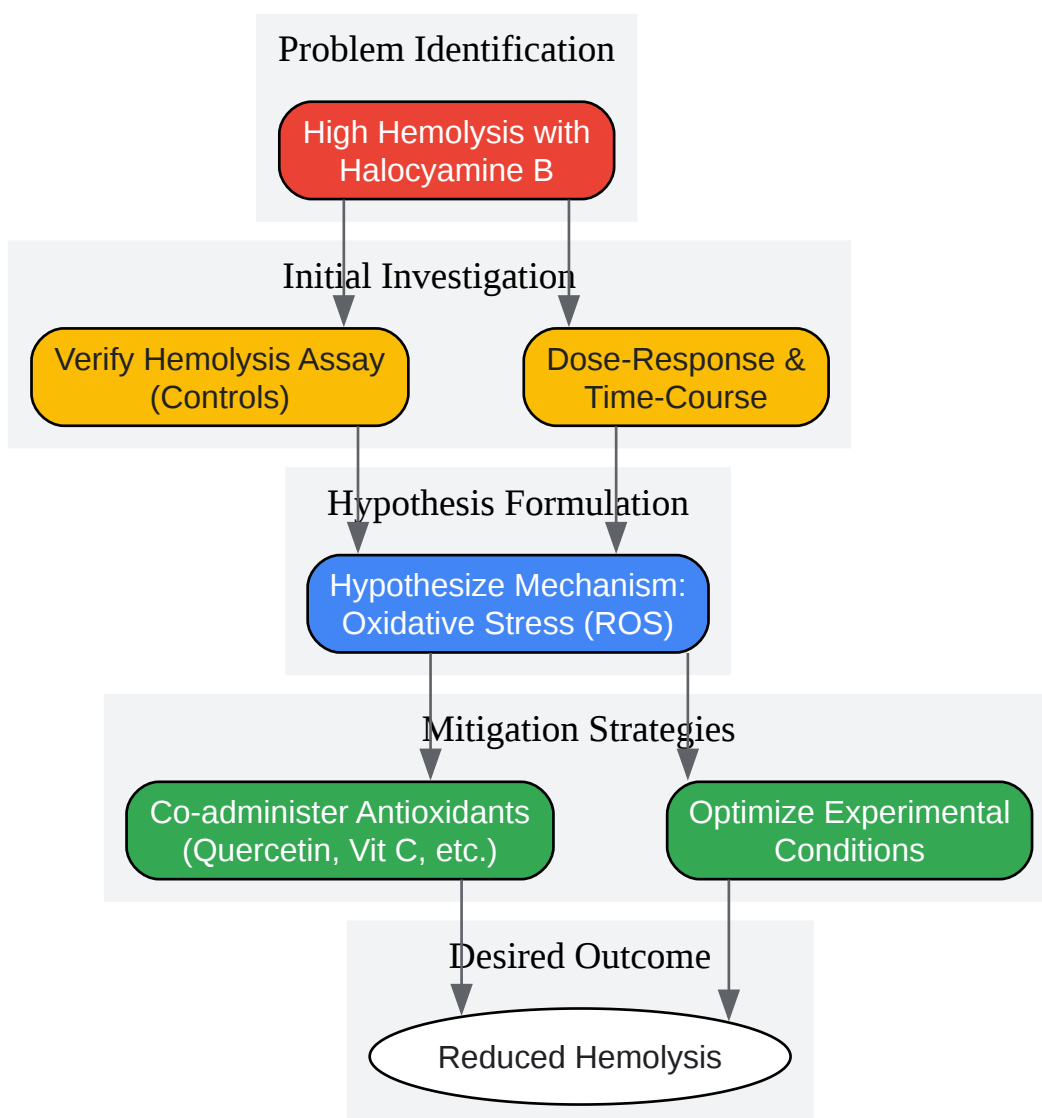 Problem Identification
High Hemolysis with
Halocyamine B
Initial Investigation
Verify Hemolysis Assay
(Controls)
Dose-Response &
Time-Course
Hypothesis Formulation
Hypothesize Mechanism:
Oxidative Stress (ROS)
Mitigation Strategies
Co-administer Antioxidants
(Quercetin, Vit C, etc.)
Optimize Experimental
Conditions
Desired Outcome
Reduced Hemolysis